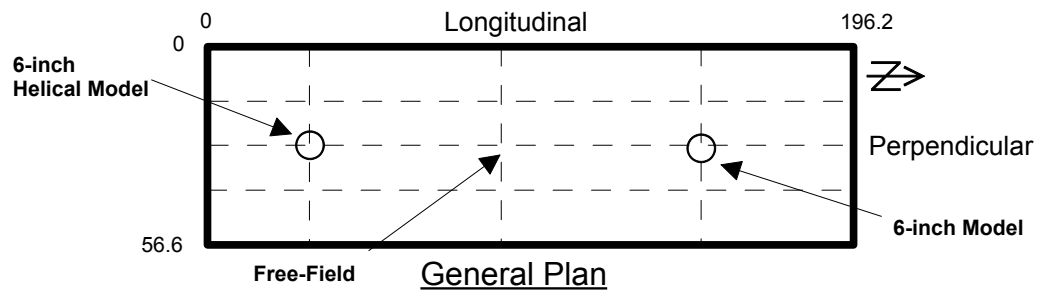 0
Longitudinal
196.2
0
6-inch
Helical Model
Z
Perpendicular
56.6
6-inch Model
Free-Field
General Plan